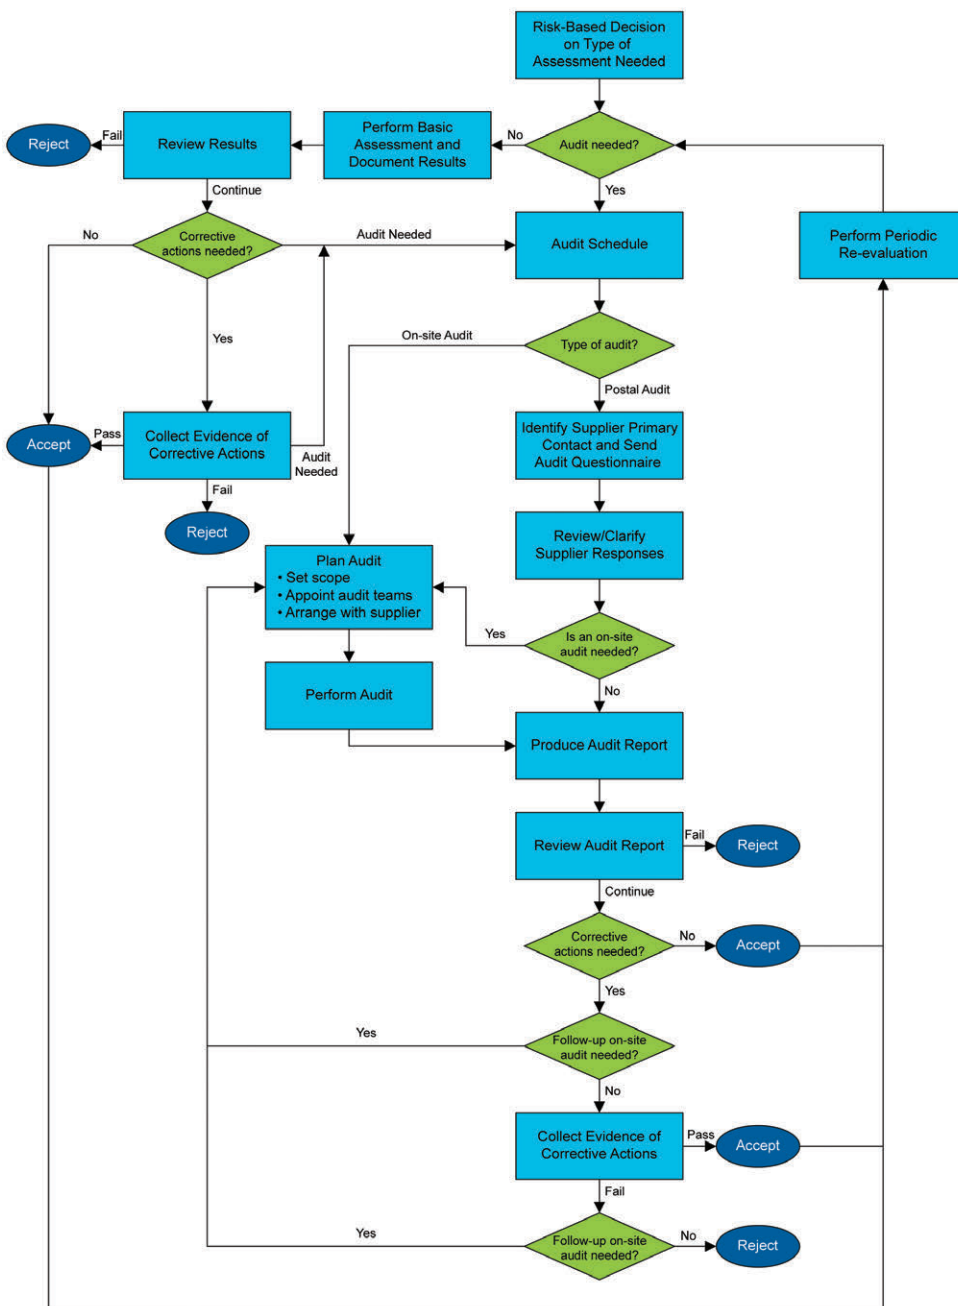 Risk-Based Decision
on Type of
Assessment Needed
Reject
Fail
Review Results
Perform Basic
Assessment and
Document Results
No
Audit needed?
Continue
Yes
No
Corrective
actions needed?
Audit Needed
Audit Schedule
Perform Periodic
Re-evaluation
Yes
On-site Audit
Type of audit?
Postal Audit
Accept
Pass
Collect Evidence of
Corrective Actions
Audit
Needed
Identify Supplier Primary
Contact and Send
Audit Questionnaire
Fail
Reject
Review/Clarify
Supplier Responses
Plan Audit
• Set scope
• Appoint audit teams
• Arrange with supplier
Yes
Is an on-site
audit needed?
No
Perform Audit
Produce Audit Report
Review Audit Report
Fail
Reject
Continue
Corrective
actions needed?
No
Accept
Yes
Yes
Follow-up on-site
audit needed?
No
Collect Evidence of
Corrective Actions
Pass
Accept
Fail
Yes
Follow-up on-site
audit needed?
No
Reject